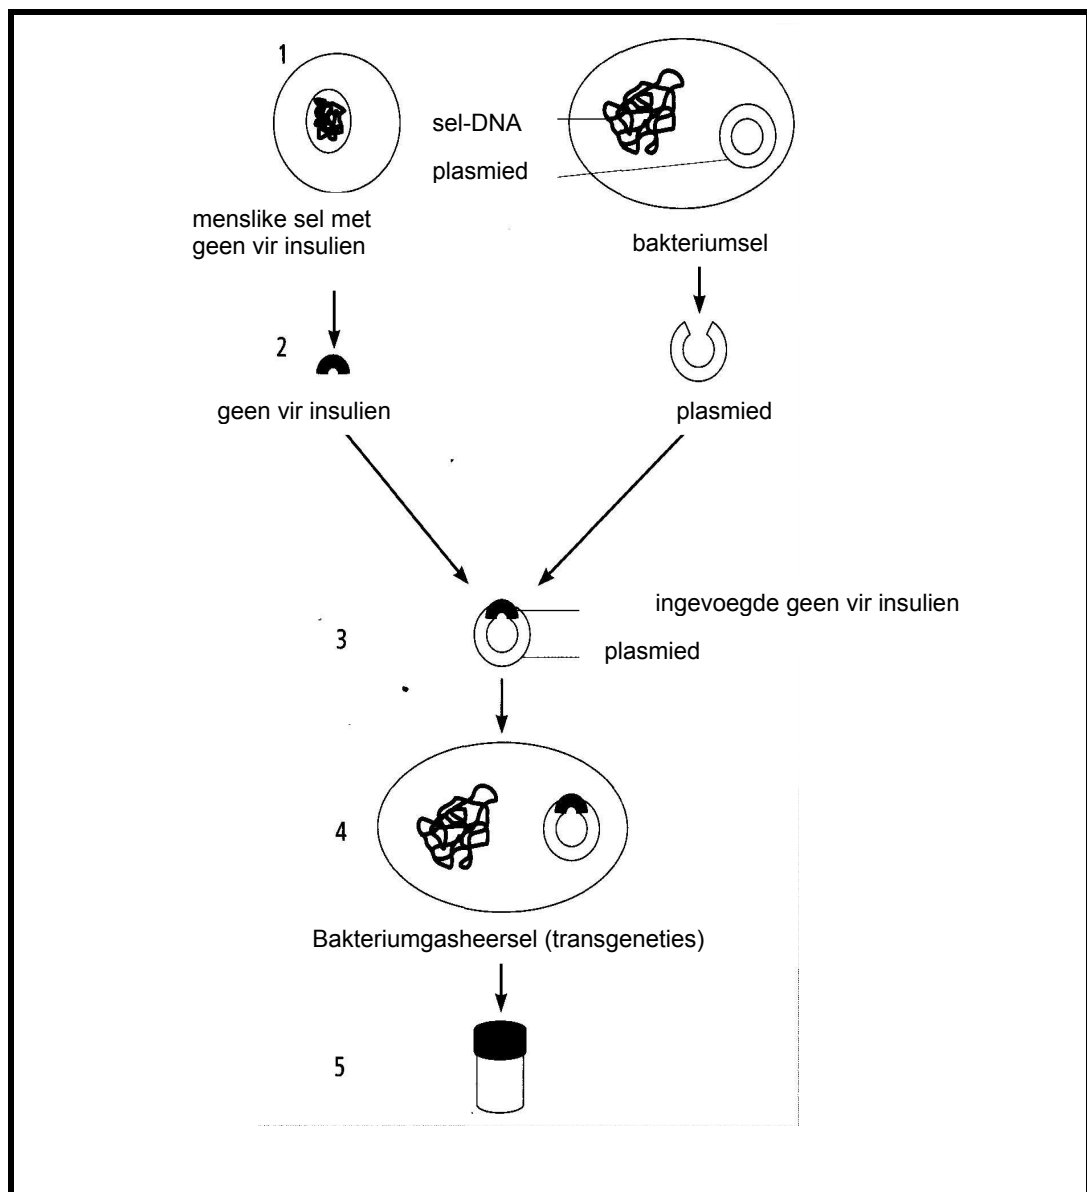 1
sel-DNA
plasmied
menslike sel met
geen vir insulien
bakteriumsel
2
geen vir insulien
plasmied
ingevoegde geen vir insulien
3
plasmied
4
Bakteriumgasheersel (transgeneties)
5